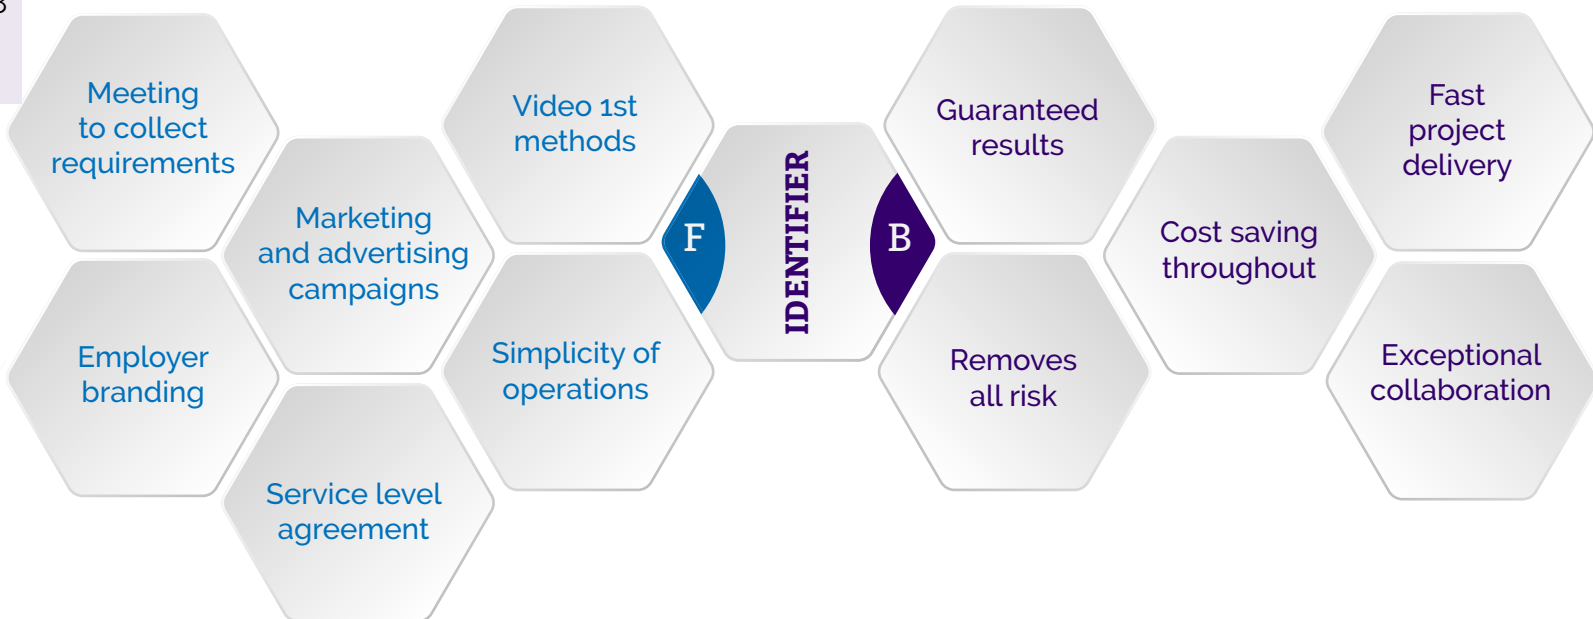 Meeting
to collect
requirements
Employer
branding
Marketing
and advertising
campaigns
Service level
agreement
Video 1st
methods
Simplicity of
operations
F
IDENTIFIER
B
Guaranteed
results
Removes
all risk
Cost saving
throughout
Fast
project
delivery
Exceptional
collaboration